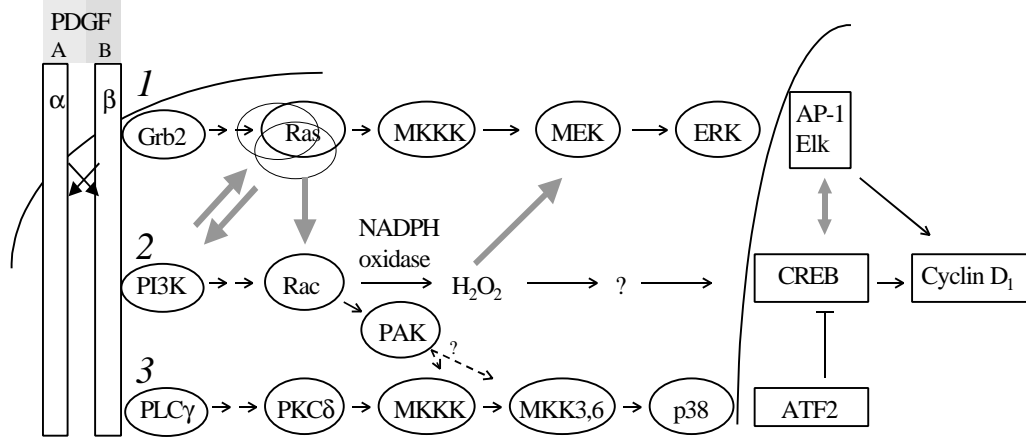 PDGF
A B
α β
1
Grb2 Ras MKKK MEK ERK AP-1
Elk
NADPH
oxidase
2
PI3K Rac H₂O₂ ? CREB Cyclin D₁
PAK
?
3
PLCγ PKCδ MKKK MKK3,6 p38 ATF2